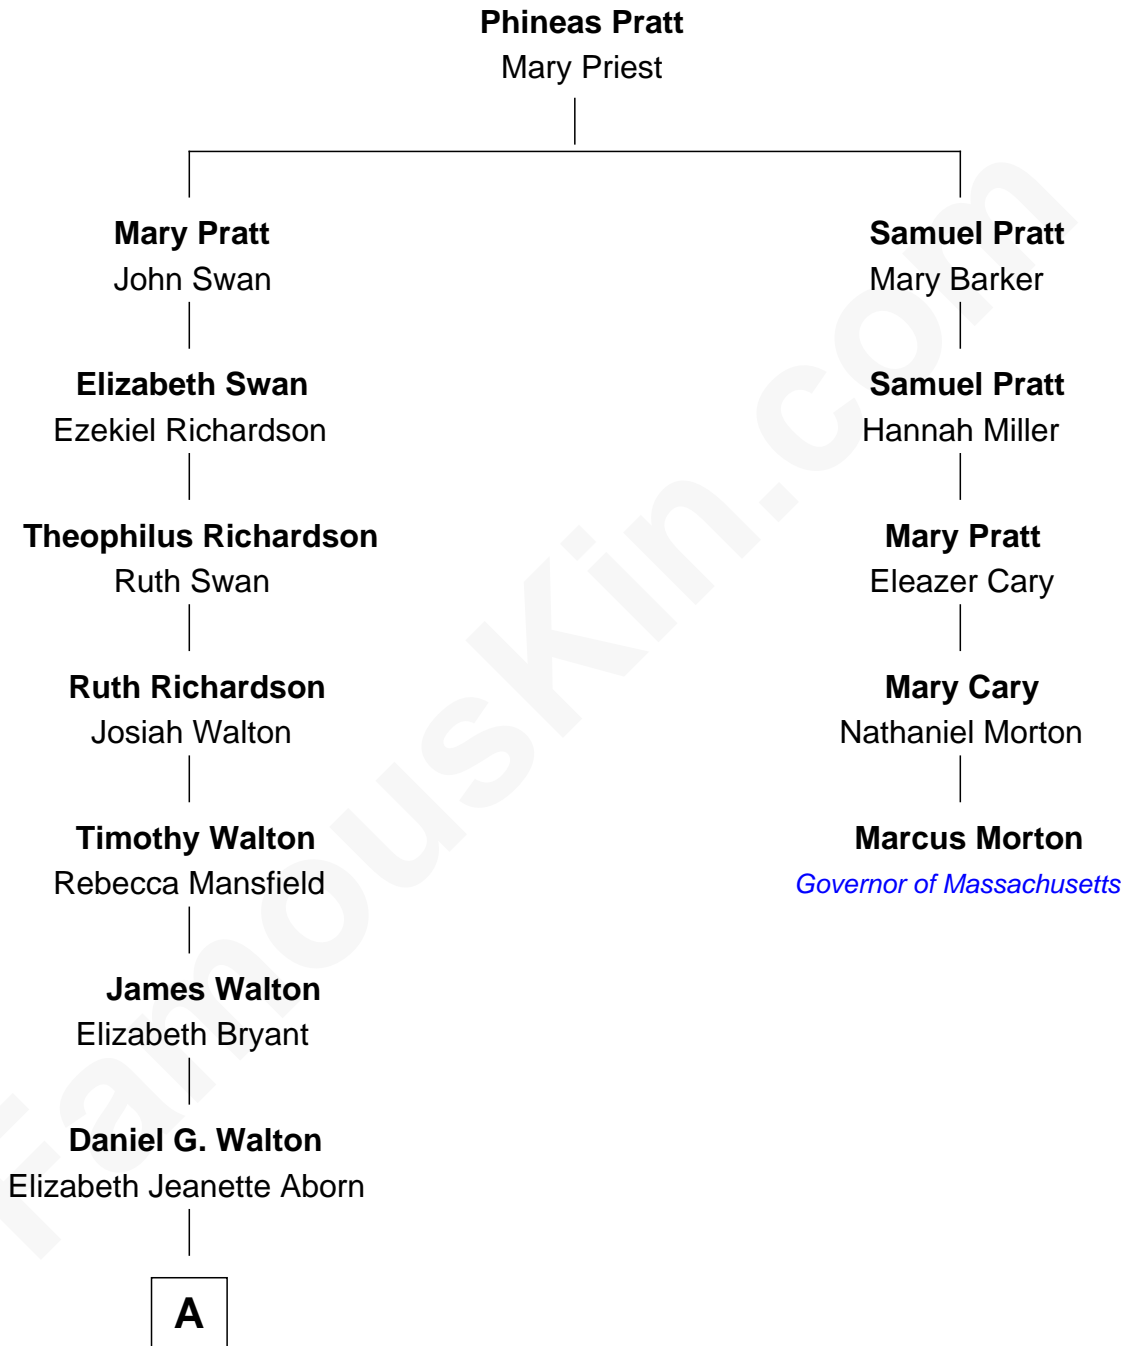 Phineas Pratt
Mary Priest
Mary Pratt
John Swan
Samuel Pratt
Mary Barker
Elizabeth Swan
Ezekiel Richardson
Samuel Pratt
Hannah Miller
Theophilus Richardson
Ruth Swan
Mary Pratt
Eleazer Cary
Ruth Richardson
Josiah Walton
Mary Cary
Nathaniel Morton
Timothy Walton
Rebecca Mansfield
Marcus Morton
Governor of Massachusetts
James Walton
Elizabeth Bryant
Daniel G. Walton
Elizabeth Jeanette Aborn
A
FamousKin.com